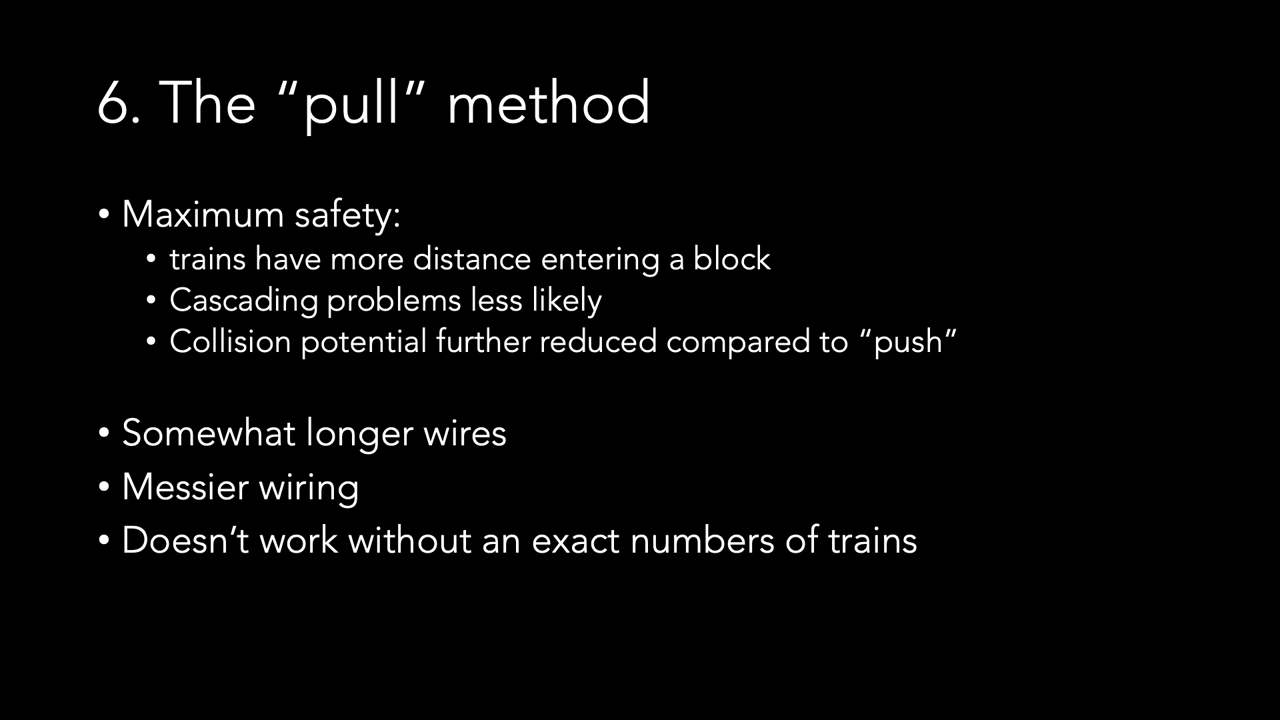 6. The “pull” method
• Maximum safety:
• trains have more distance entering a block
• Cascading problems less likely
• Collision potential further reduced compared to “push”
• Somewhat longer wires
• Messier wiring
• Doesn’t work without an exact numbers of trains